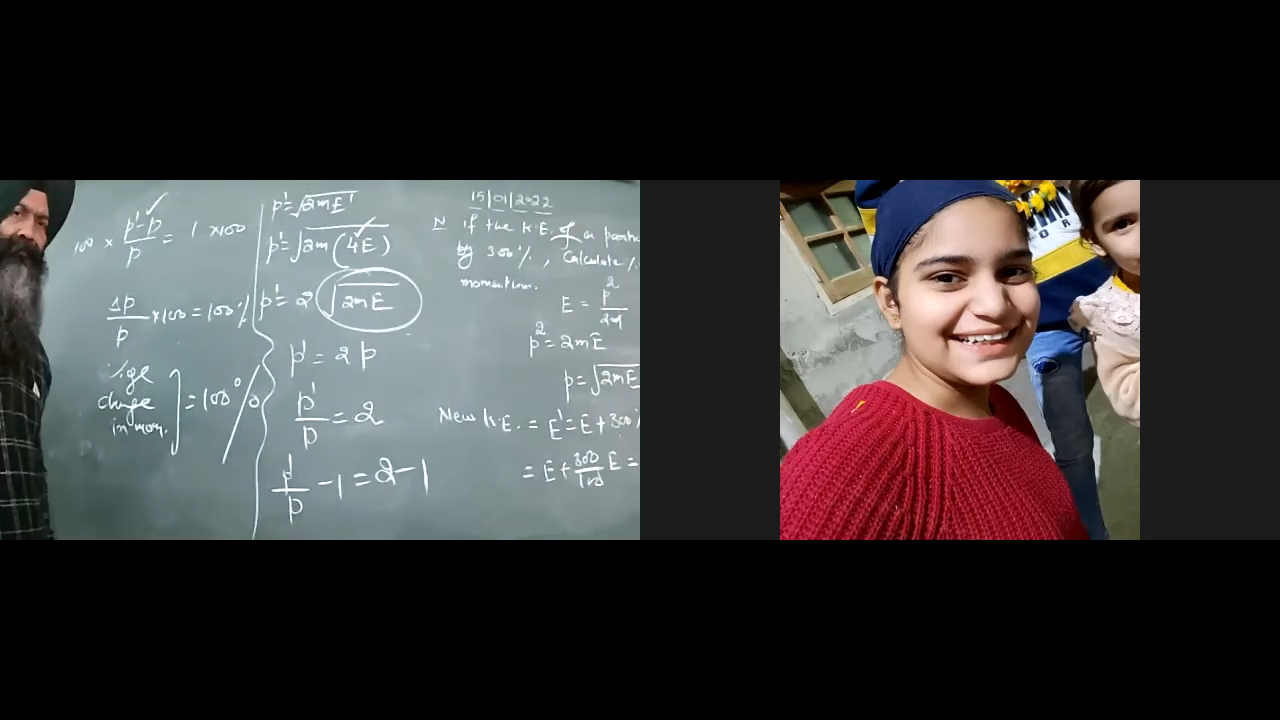 15|01|2022
N If the K.E. of a
by 300%, Calculate %
momentum.
E = p²/2m
p² = 2mE
p = √2mE
New K.E. = E' = E + 300%
= E + 300/100 E =
p' = √2mE'
p' = √2m(4E)
p' = 2 √2mE
p' = 2p
p'/p = 2
p'/p - 1 = 2 - 1
100 × p'-p/p = 1 × 100
Δp/p × 100 = 100%
%ge
change
in mom. } = 100%